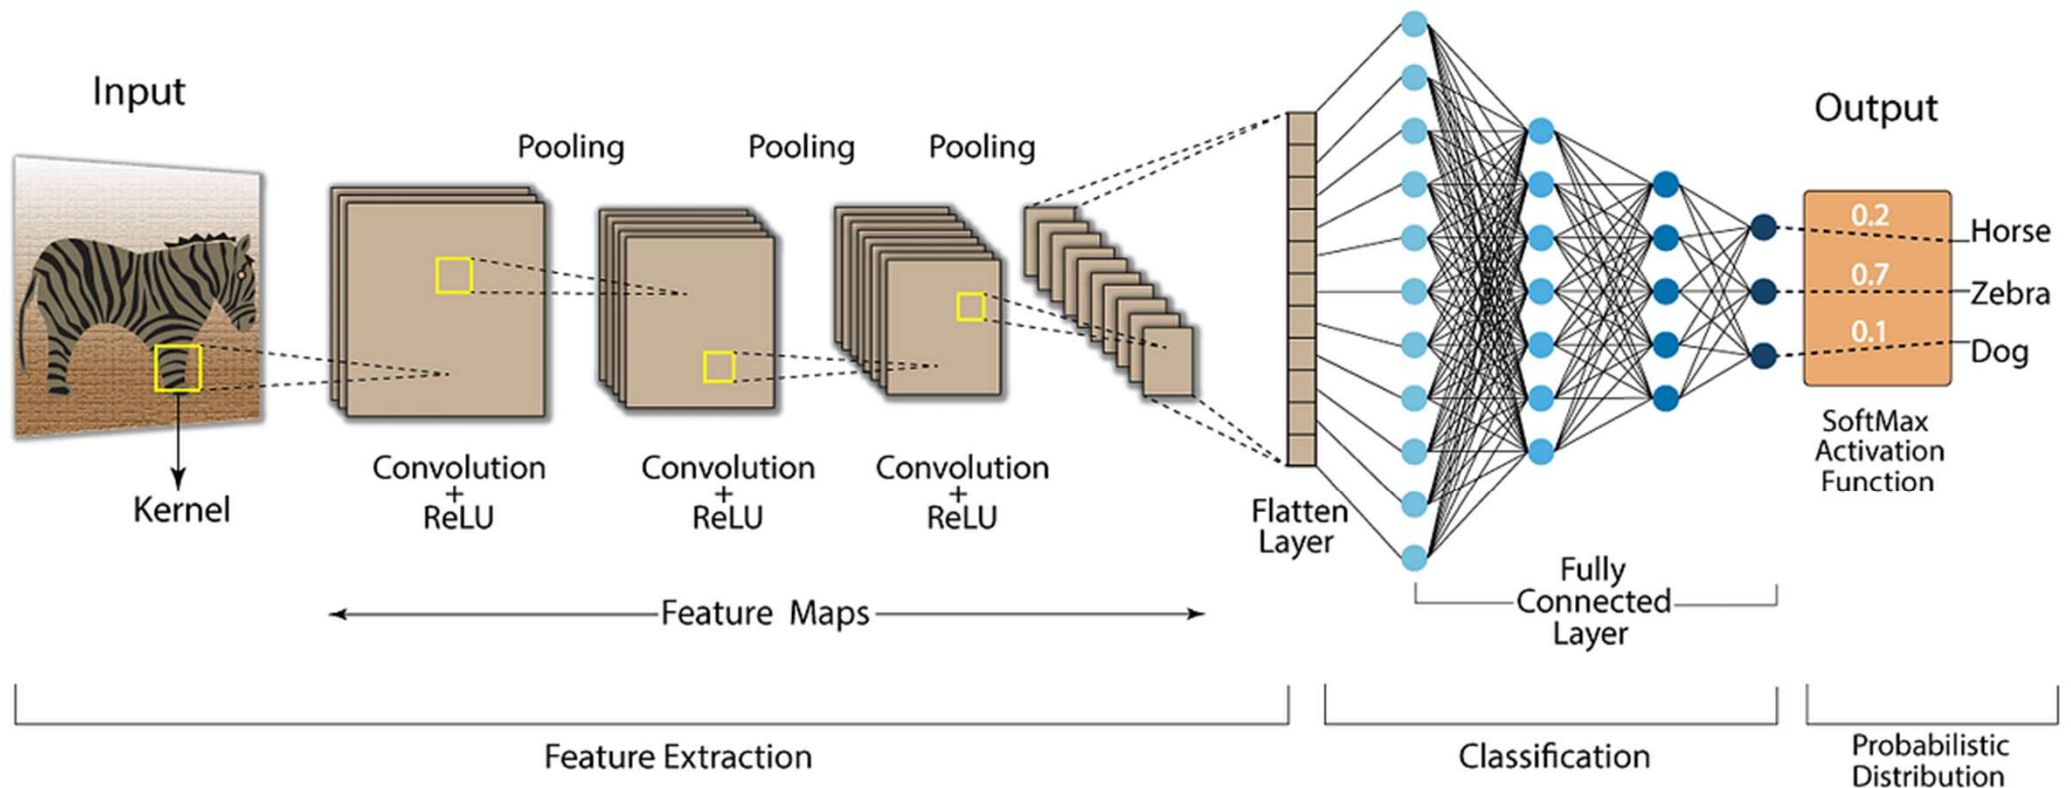 Input
Kernel
Pooling
Pooling
Pooling
Convolution
+
ReLU
Convolution
+
ReLU
Convolution
+
ReLU
Feature Maps
Flatten
Layer
Fully
Connected
Layer
Output
0.2
Horse
0.7
Zebra
0.1
Dog
SoftMax
Activation
Function
Feature Extraction
Classification
Probabilistic
Distribution